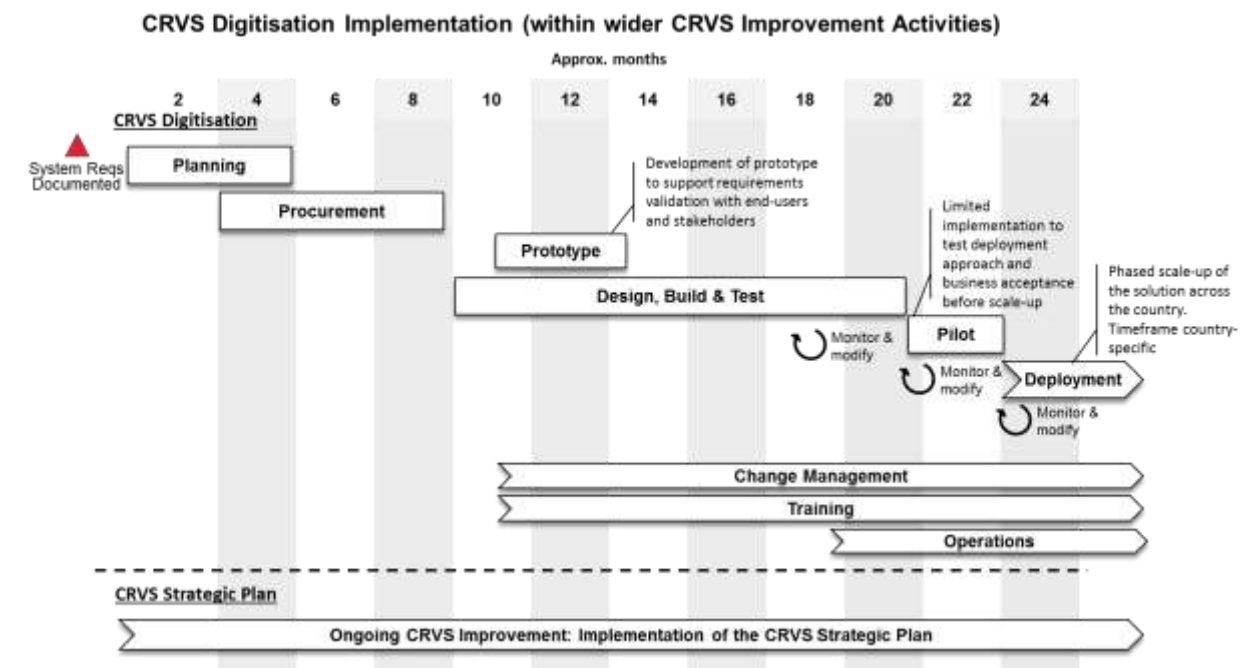 CRVS Digitisation Implementation (within wider CRVS Improvement Activities)
Approx. months
2 4 6 8 10 12 14 16 18 20 22 24
CRVS Digitisation
System Reqs
Documented
Planning
Procurement
Development of prototype
to support requirements
validation with end-users
and stakeholders
Prototype
Design, Build & Test
Limited
implementation to
test deployment
approach and
business acceptance
before scale-up
Monitor &
modify
Pilot
Phased scale-up of
the solution across
the country.
Timeframe country-
specific
Monitor &
modify
Deployment
Monitor &
modify
Change Management
Training
Operations
CRVS Strategic Plan
Ongoing CRVS Improvement: Implementation of the CRVS Strategic Plan